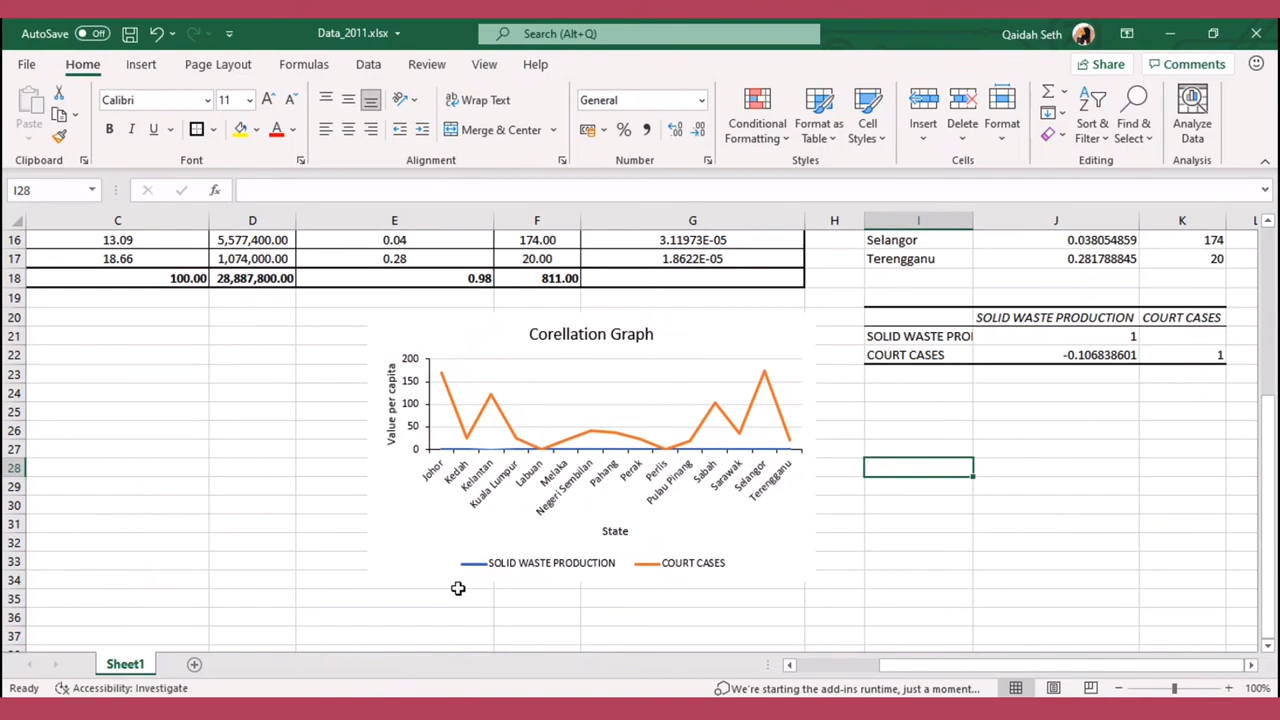 AutoSave Off Data_2011.xlsx Search (Alt+Q) Qaidah Seth
File Home Insert Page Layout Formulas Data Review View Help Share Comments
Paste Calibri 11 Wrap Text General Conditional Formatting Format as Table Cell Styles Insert Delete Format Sort & Filter Find & Select Analyze Data
B I U A Merge & Center % 
Clipboard Font Alignment Number Styles Cells Editing Analysis
I28 fx
C D E F G H I J K L
16 13.09 5,577,400.00 0.04 174.00 3.11973E-05 Selangor 0.038054859 174
17 18.66 1,074,000.00 0.28 20.00 1.8622E-05 Terengganu 0.281788845 20
18 100.00 28,887,800.00 0.98 811.00
19
20 SOLID WASTE PRODUCTION COURT CASES
21 Corellation Graph SOLID WASTE PRO 1
22 200 COURT CASES -0.106838601 1
23
24 150
25 100
26 50
27 0
Value per capita
28 Johor Kedah Kelantan Kuala Lumpur Labuan Melaka Negeri Sembilan Pahang Perak Perlis Pulau Pinang Sabah Sarawak Selangor Terengganu
29
30
31 State
32
33 SOLID WASTE PRODUCTION COURT CASES
34
35
36
37
Sheet1
Ready Accessibility: Investigate We're starting the add-ins runtime, just a moment... 100%